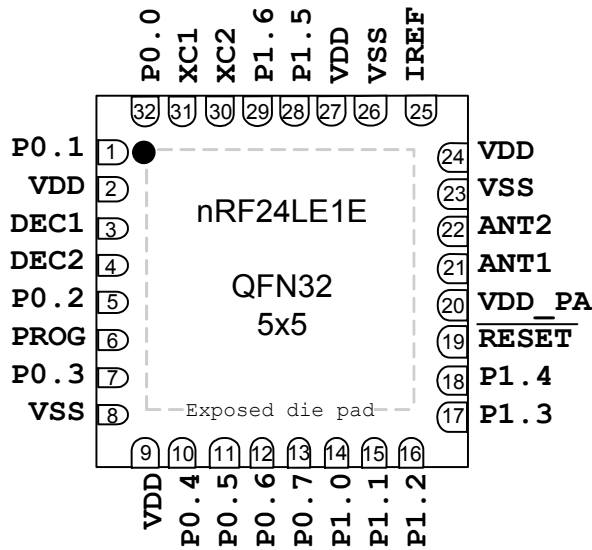 P0.0
XC1
XC2
P1.6
P1.5
VDD
VSS
IREF
32 31 30 29 28 27 26 25
P0.1 1
VDD 2
DEC1 3
DEC2 4
P0.2 5
PROG 6
P0.3 7
VSS 8
nRF24LE1E
QFN32
5x5
Exposed die pad
24 VDD
23 VSS
22 ANT2
21 ANT1
20 VDD_PA
19 RESET
18 P1.4
17 P1.3
9 10 11 12 13 14 15 16
VDD
P0.4
P0.5
P0.6
P0.7
P1.0
P1.1
P1.2